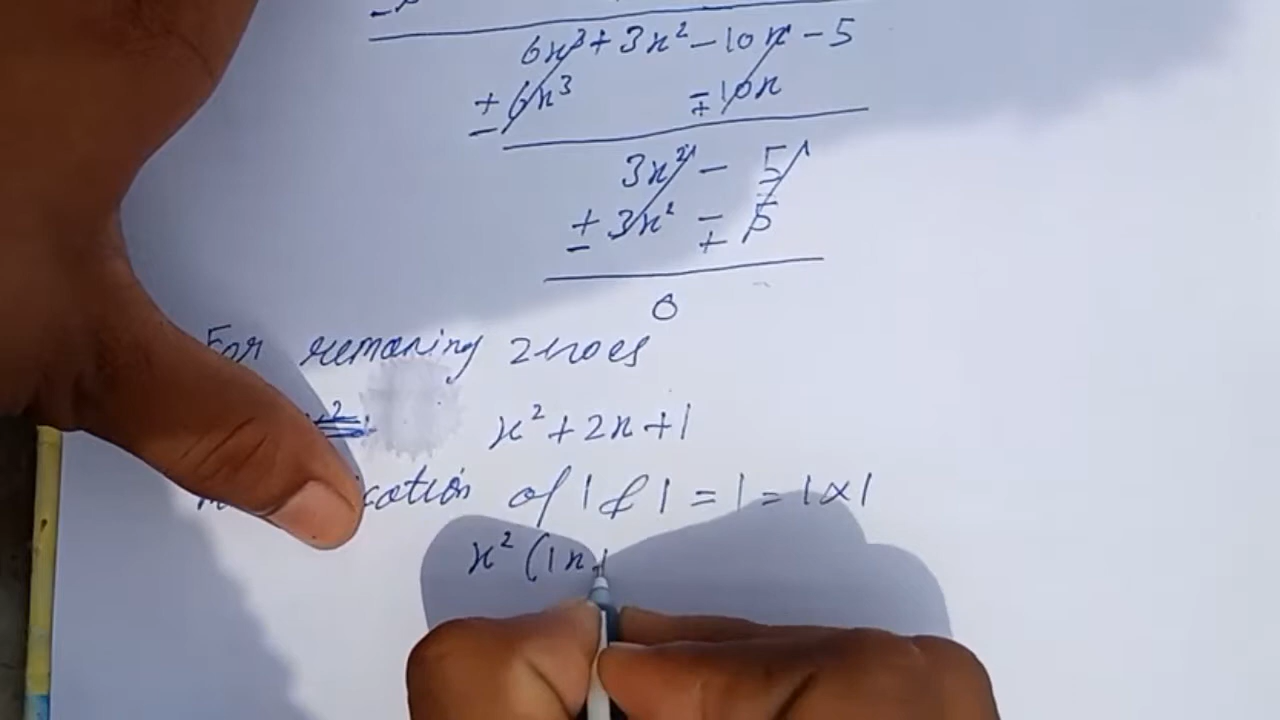 6x³ + 3x² - 10x - 5
± 6x³ ∓ 10x
3x² - 5
± 3x² ∓ 5
0
For remaning zeroes
x² + 2x + 1
of 1 & 1 = 1 = 1 × 1
x² (1x